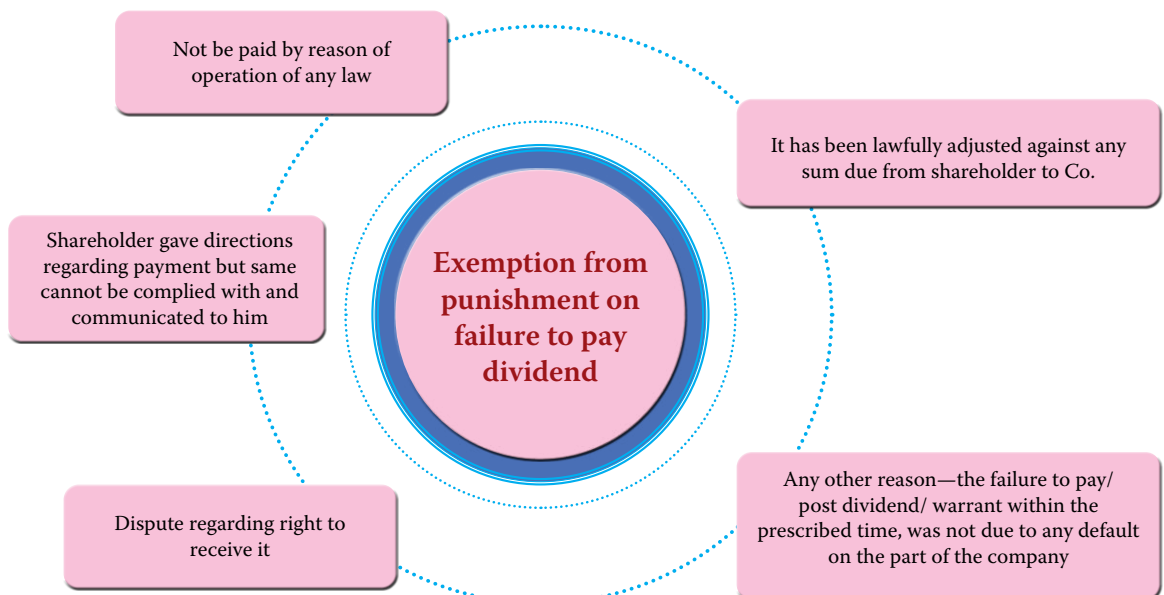 Not be paid by reason of
operation of any law
It has been lawfully adjusted against any
sum due from shareholder to Co.
Shareholder gave directions
regarding payment but same
cannot be complied with and
communicated to him
Exemption from
punishment on
failure to pay
dividend
Dispute regarding right to
receive it
Any other reason—the failure to pay/
post dividend/ warrant within the
prescribed time, was not due to any default
on the part of the company